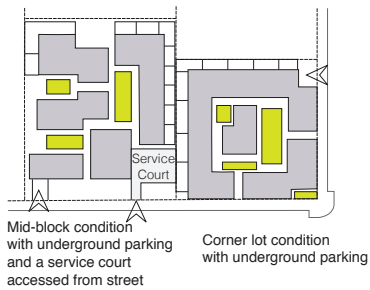 Service
Court
Mid-block condition
with underground parking
and a service court
accessed from street
Corner lot condition
with underground parking